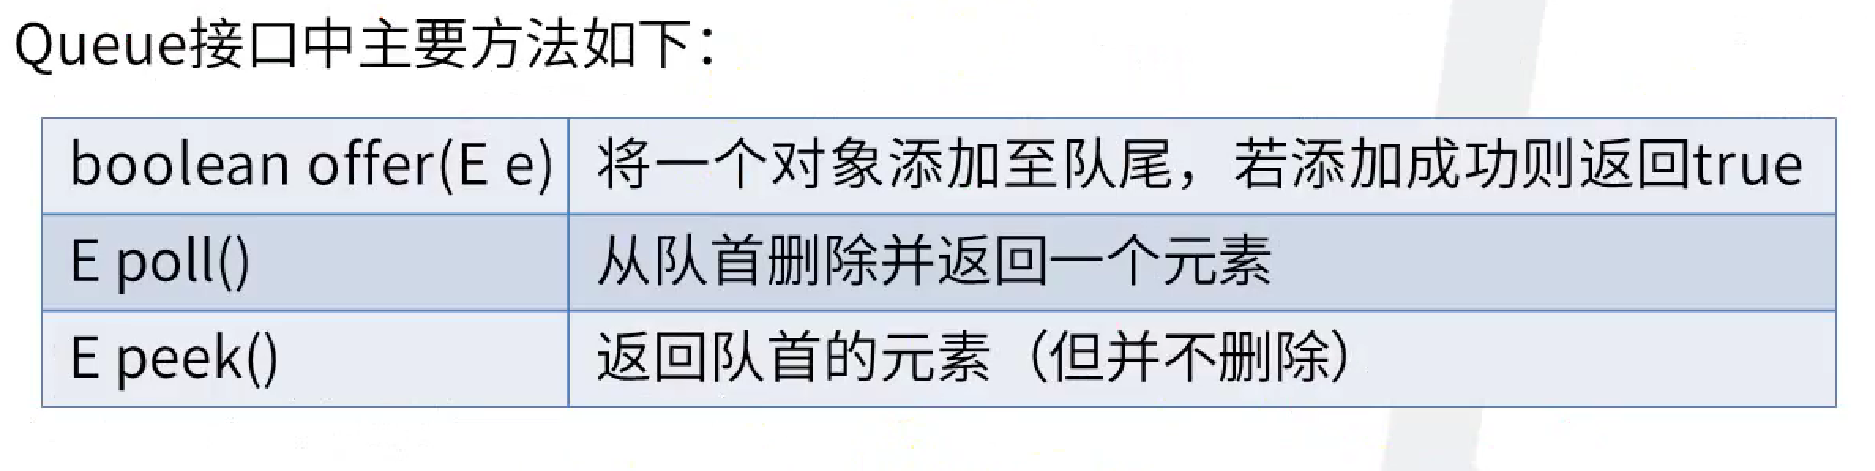 Queue接口中主要方法如下：
boolean offer(E e) 将一个对象添加至队尾，若添加成功则返回true
E poll() 从队首删除并返回一个元素
E peek() 返回队首的元素（但并不删除）